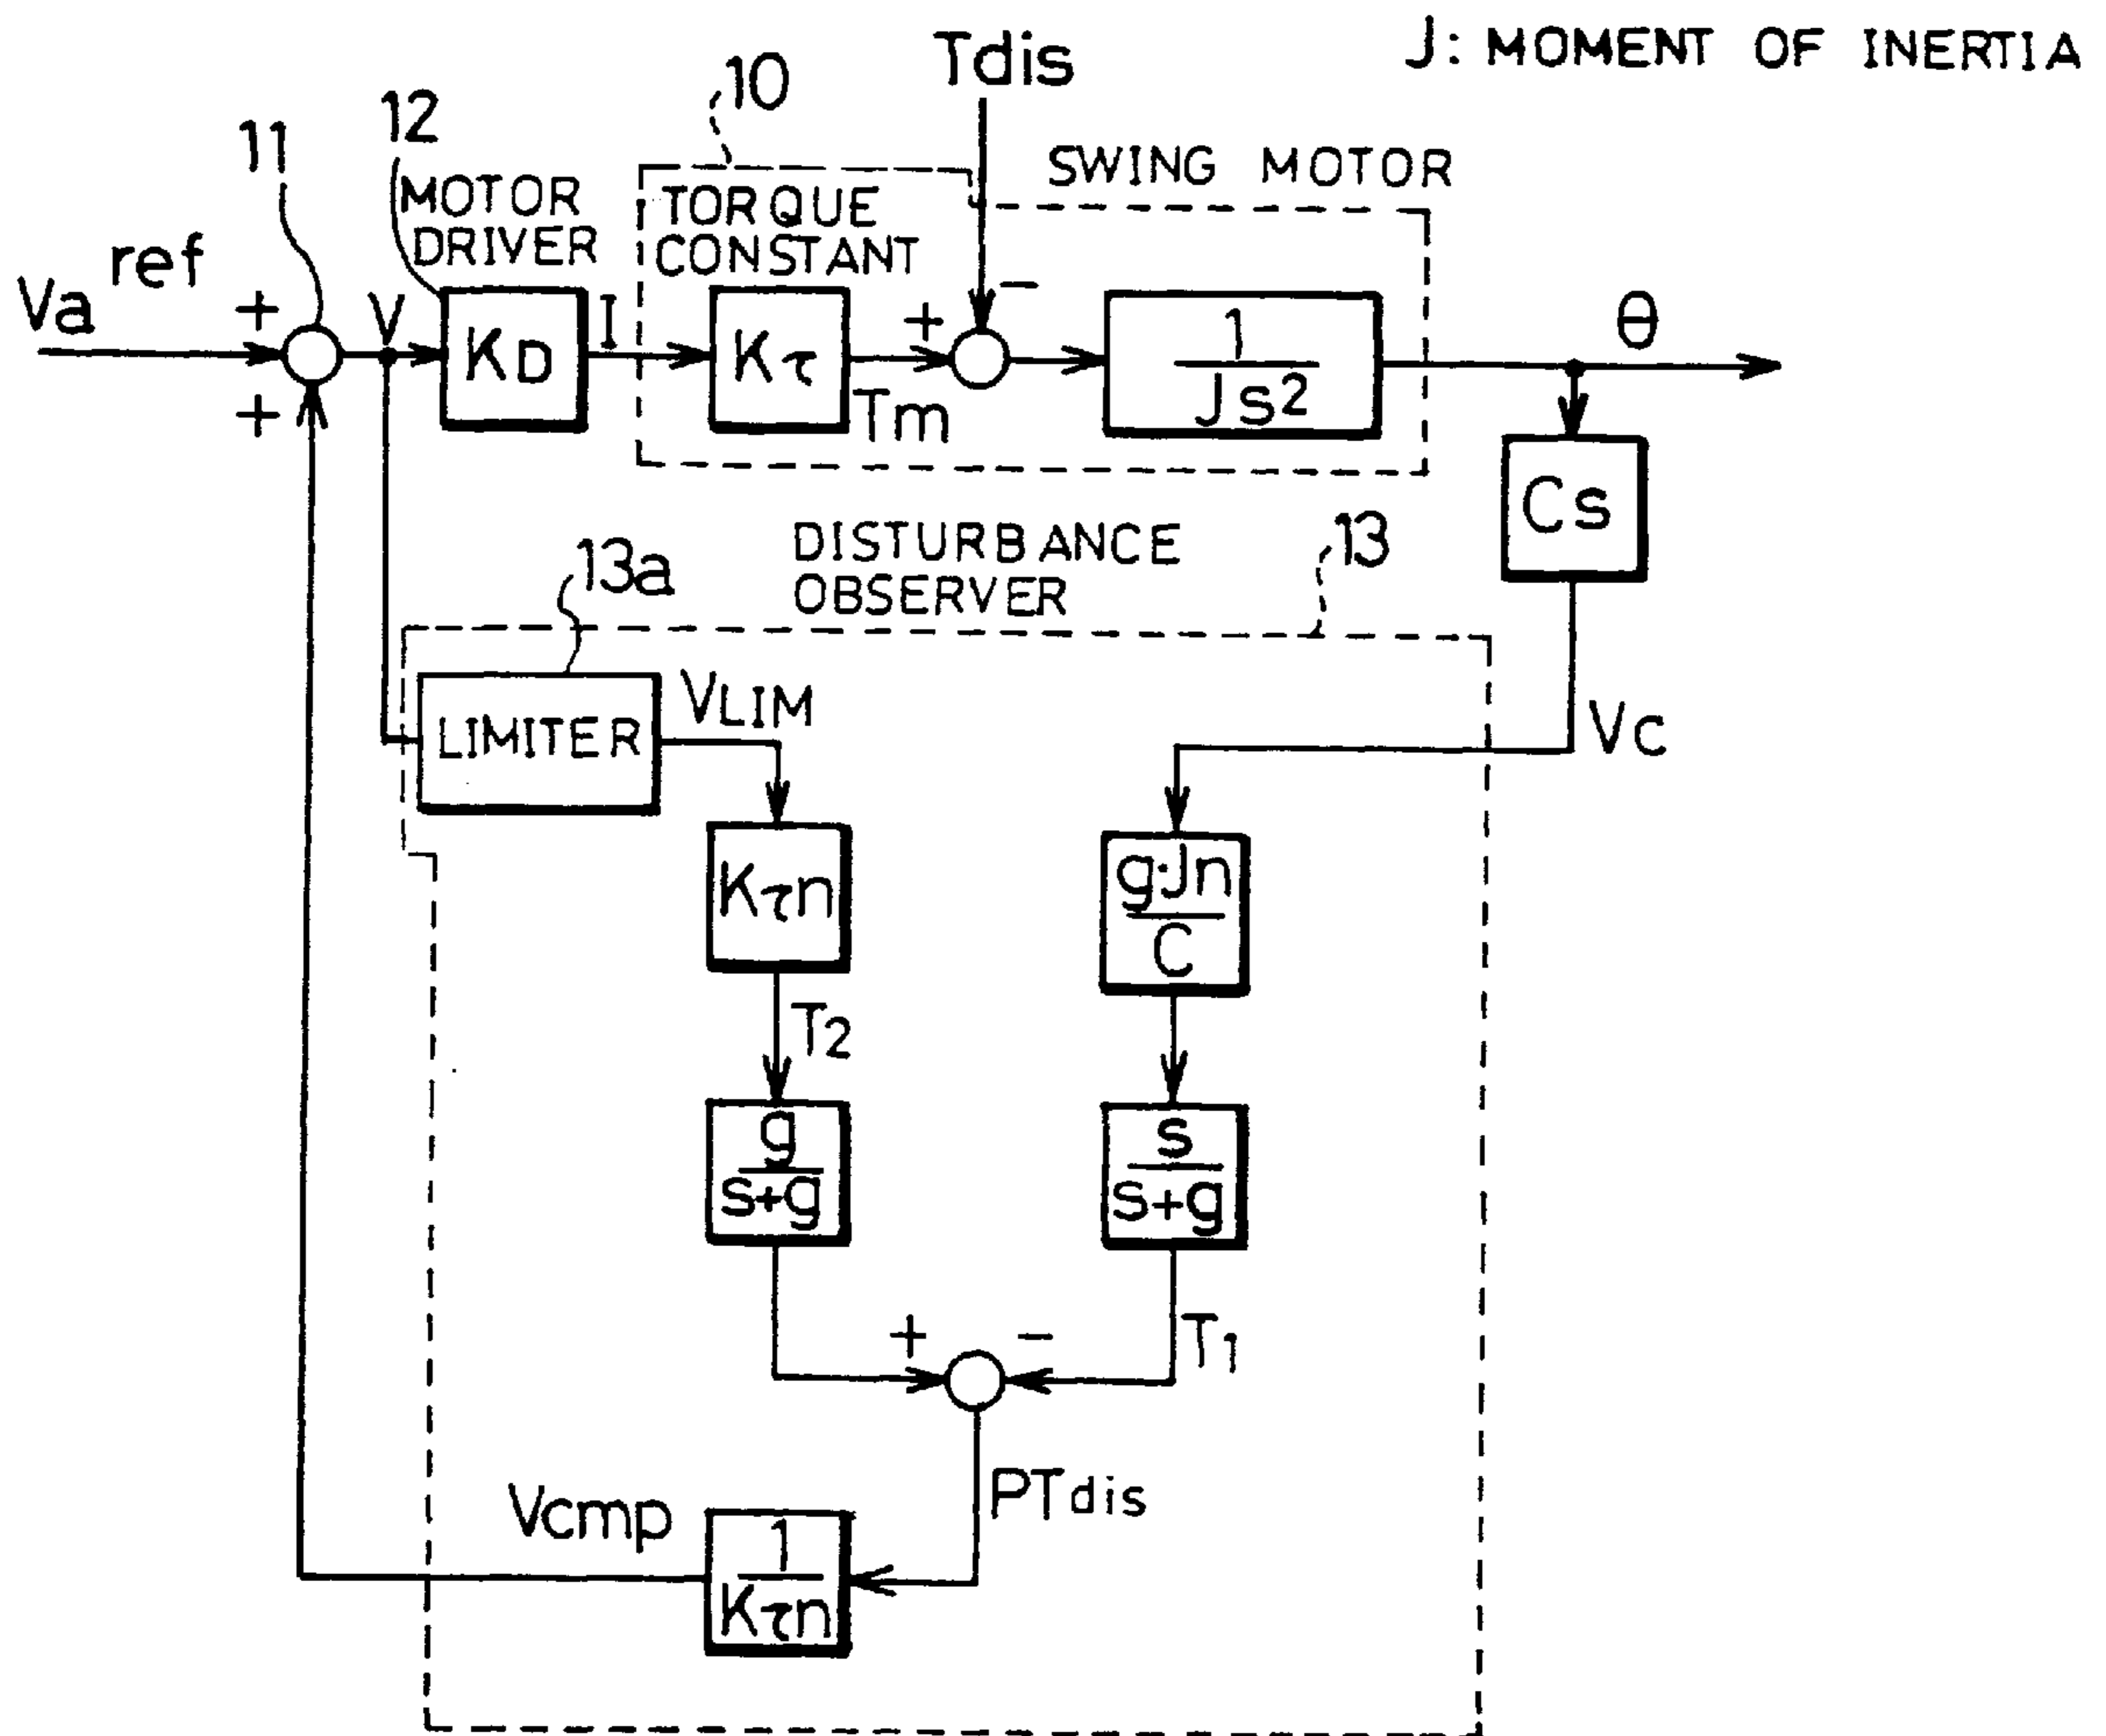 J: MOMENT OF INERTIA
Tdis
10
12
11
SWING MOTOR
MOTOR
DRIVER
TORQUE
CONSTANT
Va ref
+
+
V
KD
I
Kτ
Tm
+
−
1
Js²
θ
Cs
DISTURBANCE
OBSERVER
13
13a
LIMITER
VLIM
Vc
Kτn
g·Jn
C
T2
g
s+g
s
s+g
+
−
T1
PTdis
Vcmp
1
Kτn